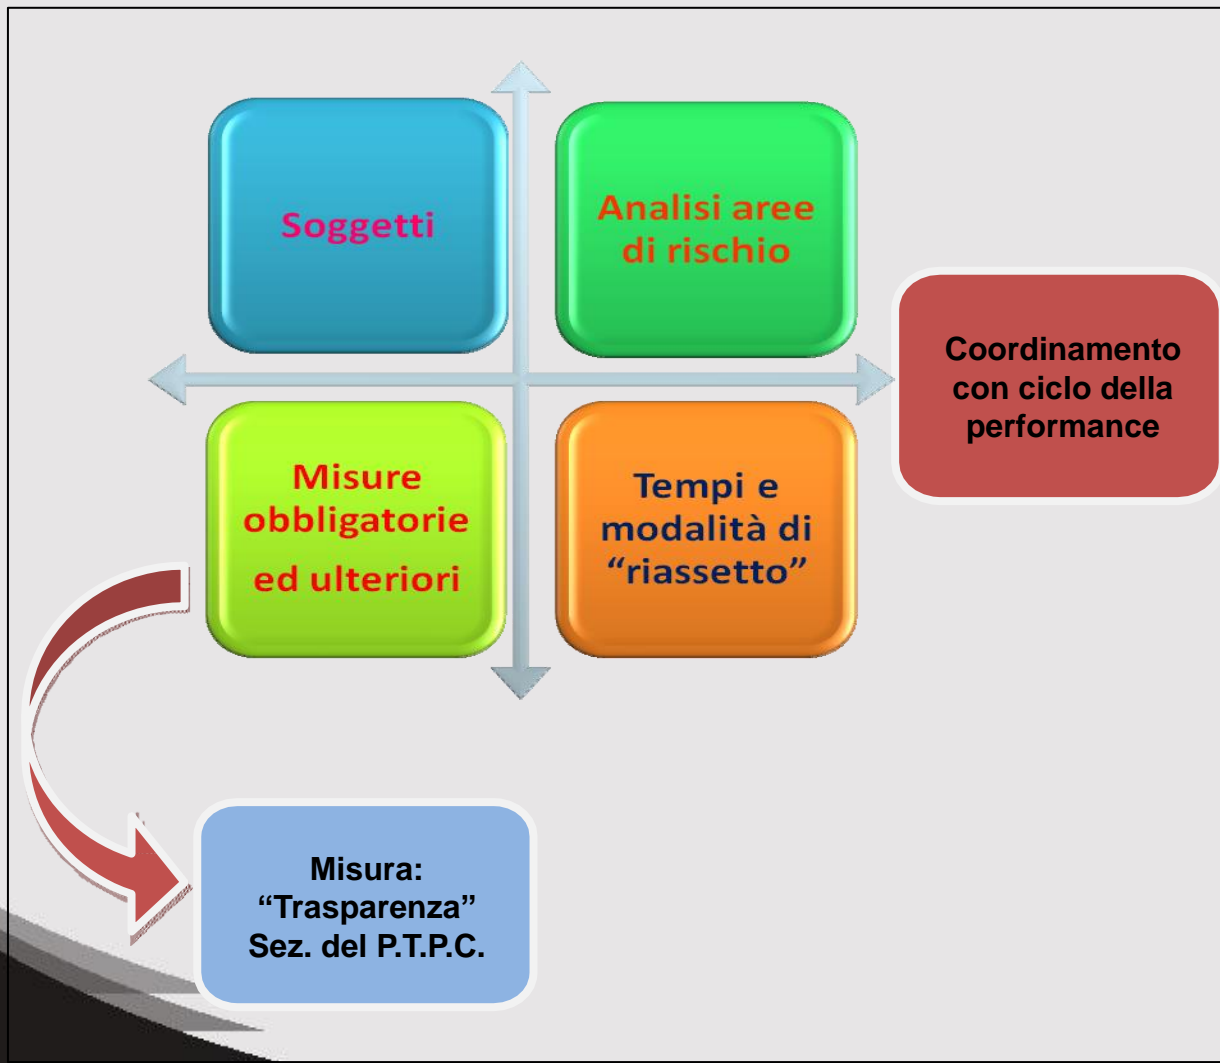 Soggetti
Analisi aree
di rischio
Coordinamento
con ciclo della
performance
Misure
obbligatorie
ed ulteriori
Tempi e
modalità di
“riassetto”
Misura:
“Trasparenza”
Sez. del P.T.P.C.